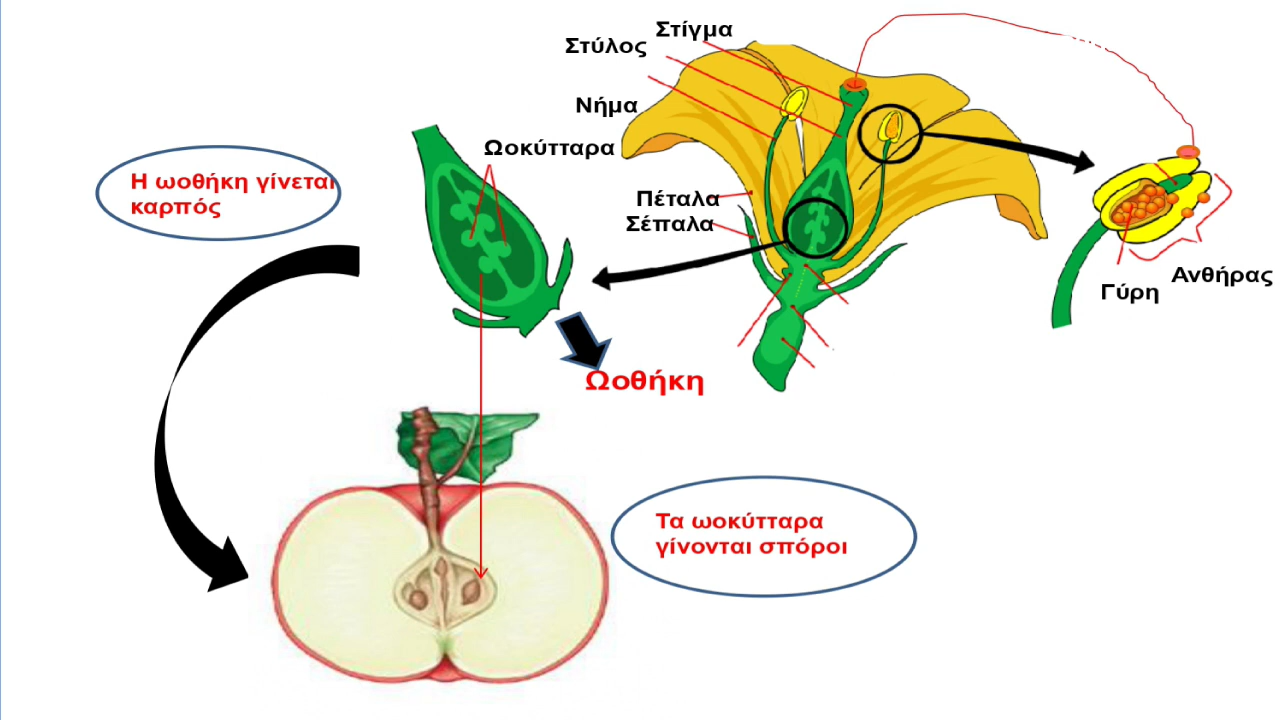 Στίγμα
Στύλος
Νήμα
Ωοκύτταρα
Η ωοθήκη γίνεται
καρπός
Πέταλα
Σέπαλα
Ανθήρας
Γύρη
Ωοθήκη
Τα ωοκύτταρα
γίνονται σπόροι